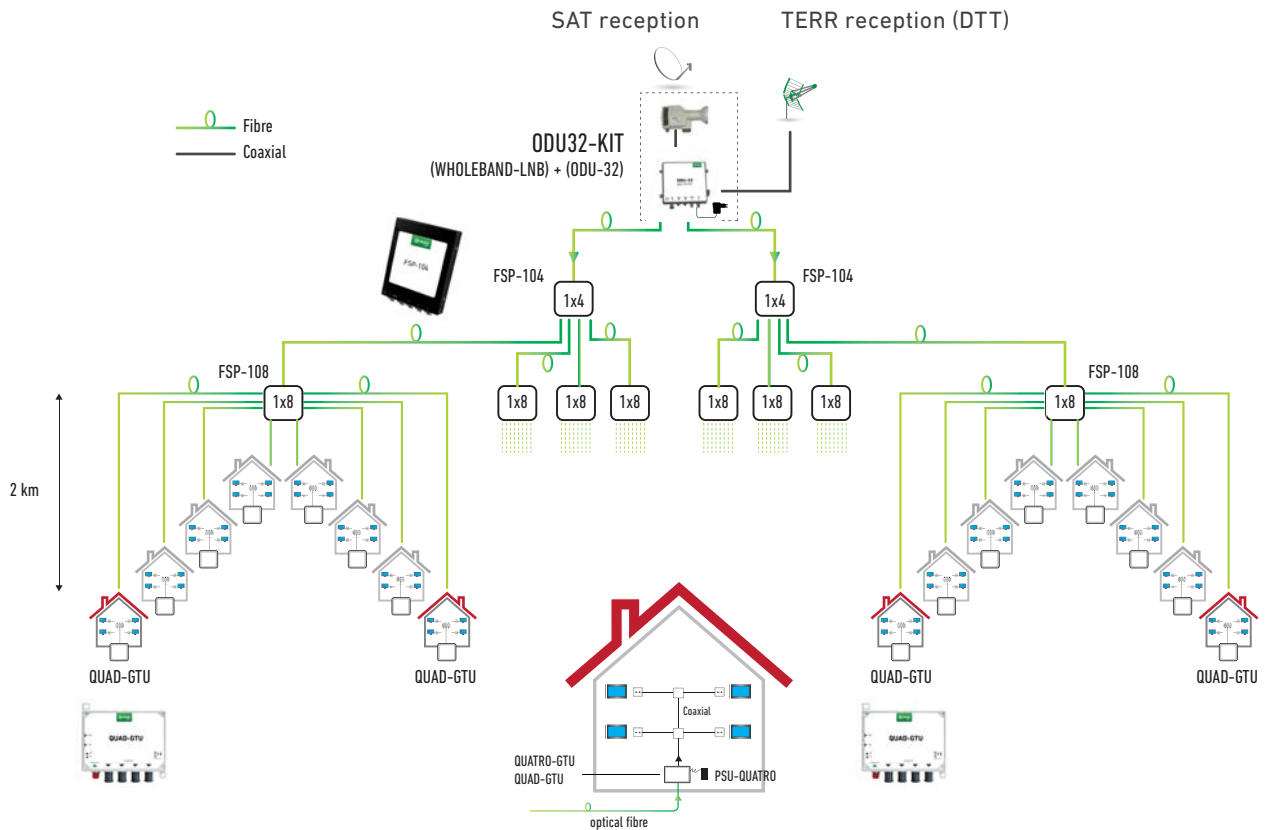 SAT reception
TERR reception (DTT)
Fibre
Coaxial
ODU32-KIT
(WHOLEBAND-LNB) + (ODU-32)
ODU-32
FSP-104
FSP-104
FSP-104
1x4
1x4
FSP-108
FSP-108
1x8
1x8
1x8
1x8
1x8
1x8
1x8
1x8
2 km
QUAD-GTU
QUAD-GTU
QUAD-GTU
QUAD-GTU
QUAD-GTU
QUAD-GTU
Coaxial
QUATRO-GTU
QUAD-GTU
PSU-QUATRO
optical fibre